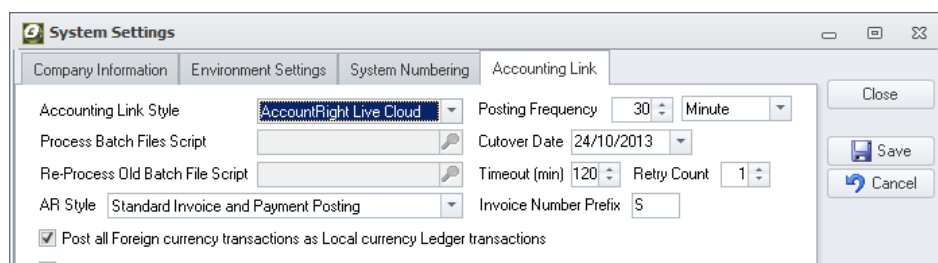 System Settings
Company Information Environment Settings System Numbering Accounting Link
Accounting Link Style AccountRight Live Cloud Posting Frequency 30 Minute
Close
Process Batch Files Script Cutover Date 24/10/2013
Save
Re-Process Old Batch File Script Timeout (min) 120 Retry Count 1
Cancel
AR Style Standard Invoice and Payment Posting Invoice Number Prefix S
Post all Foreign currency transactions as Local currency Ledger transactions